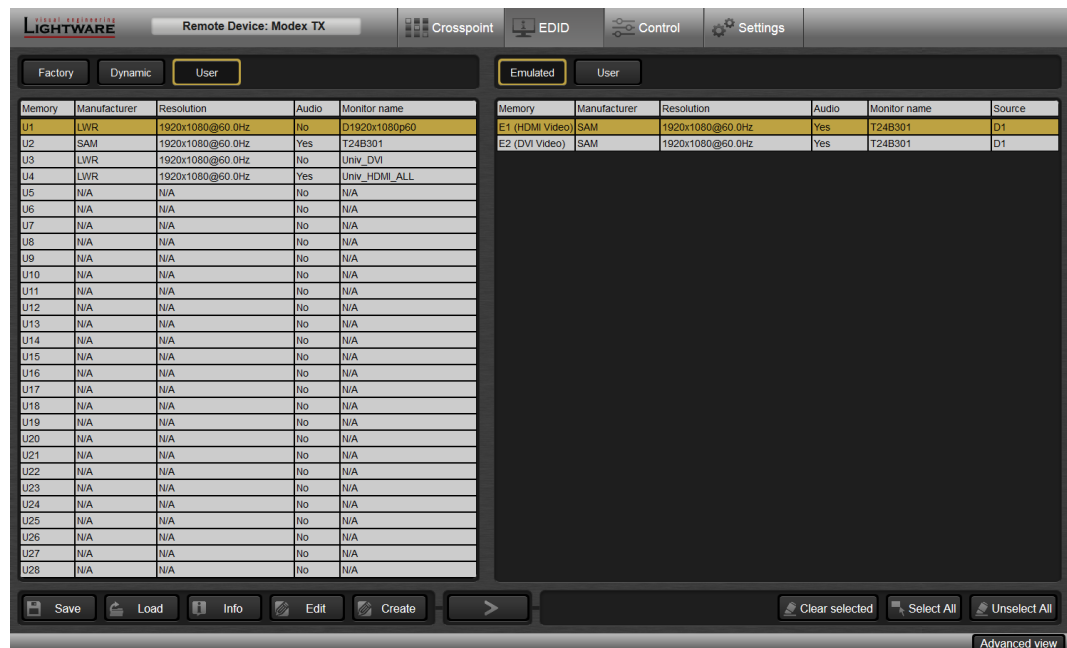 visual engineering
LIGHTWARE
Remote Device: Modex TX
Crosspoint
EDID
Control
Settings
Factory
Dynamic
User
Emulated
User
Memory Manufacturer Resolution Audio Monitor name
U1 LWR 1920x1080@60.0Hz No D1920x1080p60
U2 SAM 1920x1080@60.0Hz Yes T24B301
U3 LWR 1920x1080@60.0Hz No Univ_DVI
U4 LWR 1920x1080@60.0Hz Yes Univ_HDMI_ALL
U5 N/A N/A No N/A
U6 N/A N/A No N/A
U7 N/A N/A No N/A
U8 N/A N/A No N/A
U9 N/A N/A No N/A
U10 N/A N/A No N/A
U11 N/A N/A No N/A
U12 N/A N/A No N/A
U13 N/A N/A No N/A
U14 N/A N/A No N/A
U15 N/A N/A No N/A
U16 N/A N/A No N/A
U17 N/A N/A No N/A
U18 N/A N/A No N/A
U19 N/A N/A No N/A
U20 N/A N/A No N/A
U21 N/A N/A No N/A
U22 N/A N/A No N/A
U23 N/A N/A No N/A
U24 N/A N/A No N/A
U25 N/A N/A No N/A
U26 N/A N/A No N/A
U27 N/A N/A No N/A
U28 N/A N/A No N/A
Memory Manufacturer Resolution Audio Monitor name Source
E1 (HDMI Video) SAM 1920x1080@60.0Hz Yes T24B301 D1
E2 (DVI Video) SAM 1920x1080@60.0Hz Yes T24B301 D1
Save
Load
Info
Edit
Create
>
Clear selected
Select All
Unselect All
Advanced view